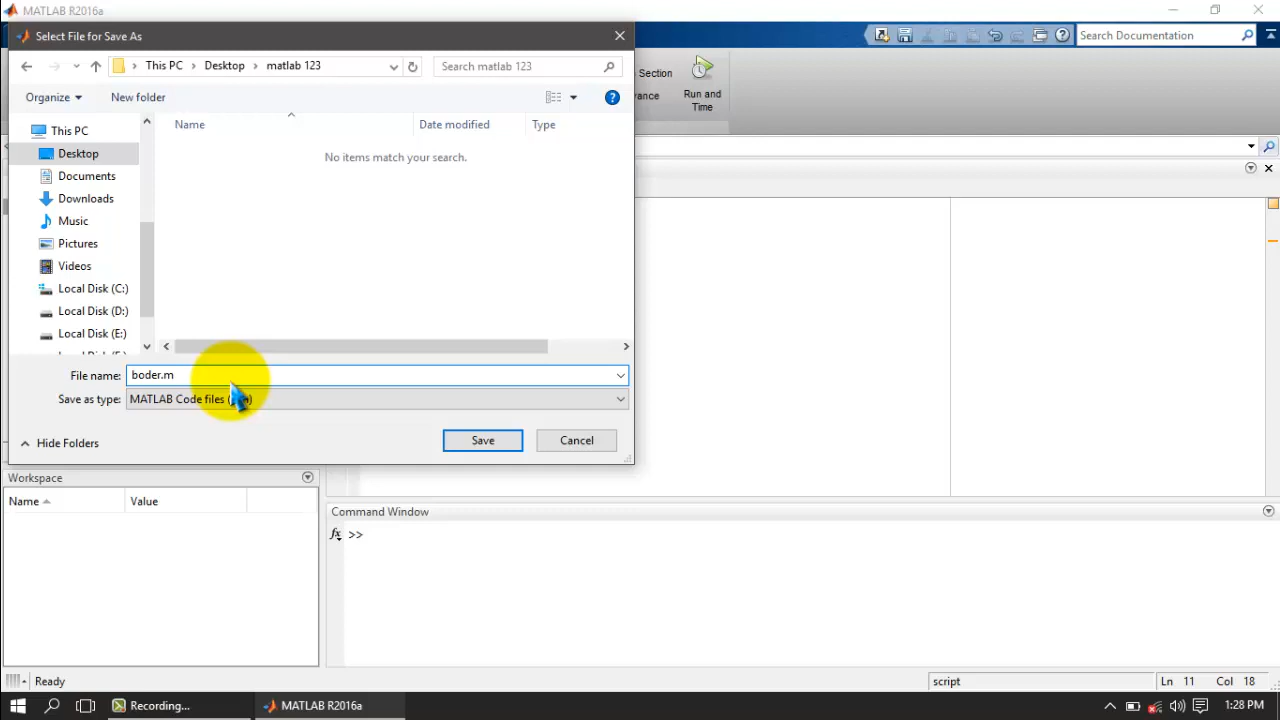 MATLAB R2016a
Select File for Save As
Search Documentation
This PC > Desktop > matlab 123
Search matlab 123
Section
vance
Run and
Time
Organize
New folder
Name
Date modified
Type
No items match your search.
This PC
Desktop
Documents
Downloads
Music
Pictures
Videos
Local Disk (C:)
Local Disk (D:)
Local Disk (E:)
File name: boder.m
Save as type: MATLAB Code files (
Hide Folders
Save
Cancel
Workspace
Name
Value
Command Window
fx >>
Ready
script
Ln 11 Col 18
Recording...
MATLAB R2016a
1:28 PM